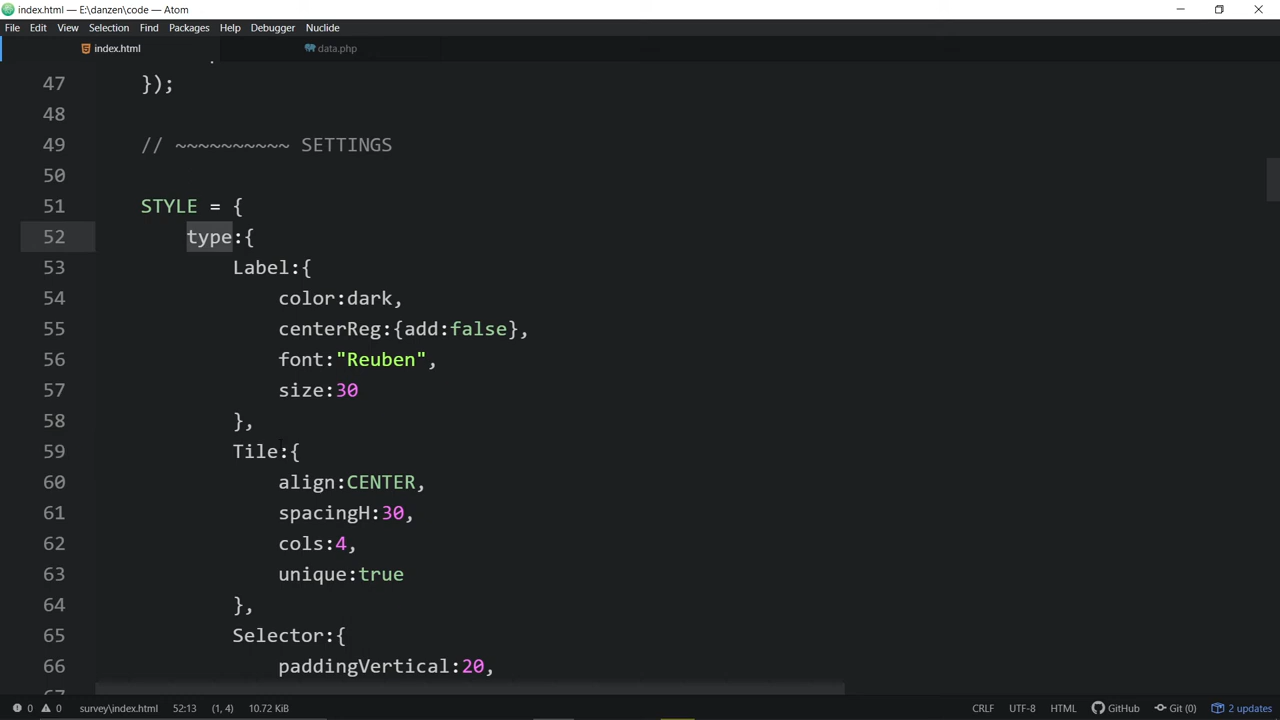 index.html — E:\danzen\code — Atom
File Edit View Selection Find Packages Help Debugger Nuclide
index.html data.php
47 });
48
49 // ~~~~~~~~~~ SETTINGS
50
51 STYLE = {
52 type:{
53 Label:{
54 color:dark,
55 centerReg:{add:false},
56 font:"Reuben",
57 size:30
58 },
59 Tile:{
60 align:CENTER,
61 spacingH:30,
62 cols:4,
63 unique:true
64 },
65 Selector:{
66 paddingVertical:20,
0 0 survey\index.html 52:13 (1, 4) 10.72 KiB CRLF UTF-8 HTML GitHub Git (0) 2 updates